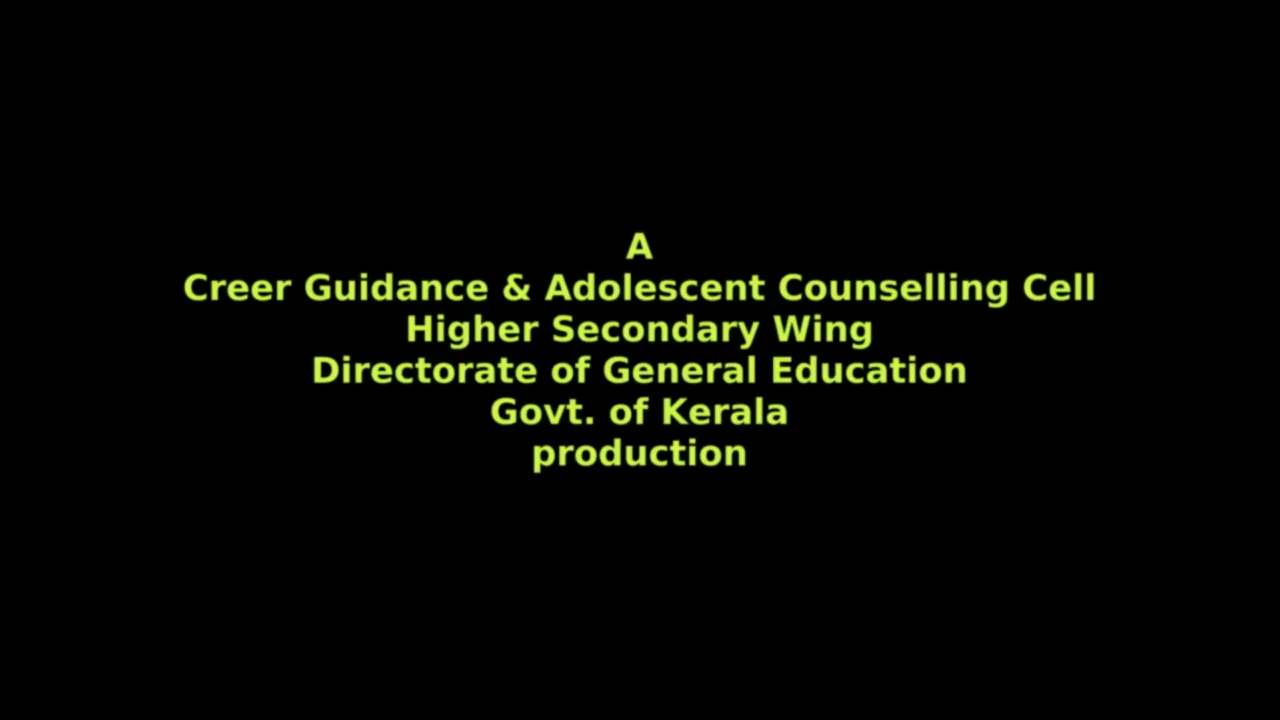 A
Creer Guidance & Adolescent Counselling Cell
Higher Secondary Wing
Directorate of General Education
Govt. of Kerala
production